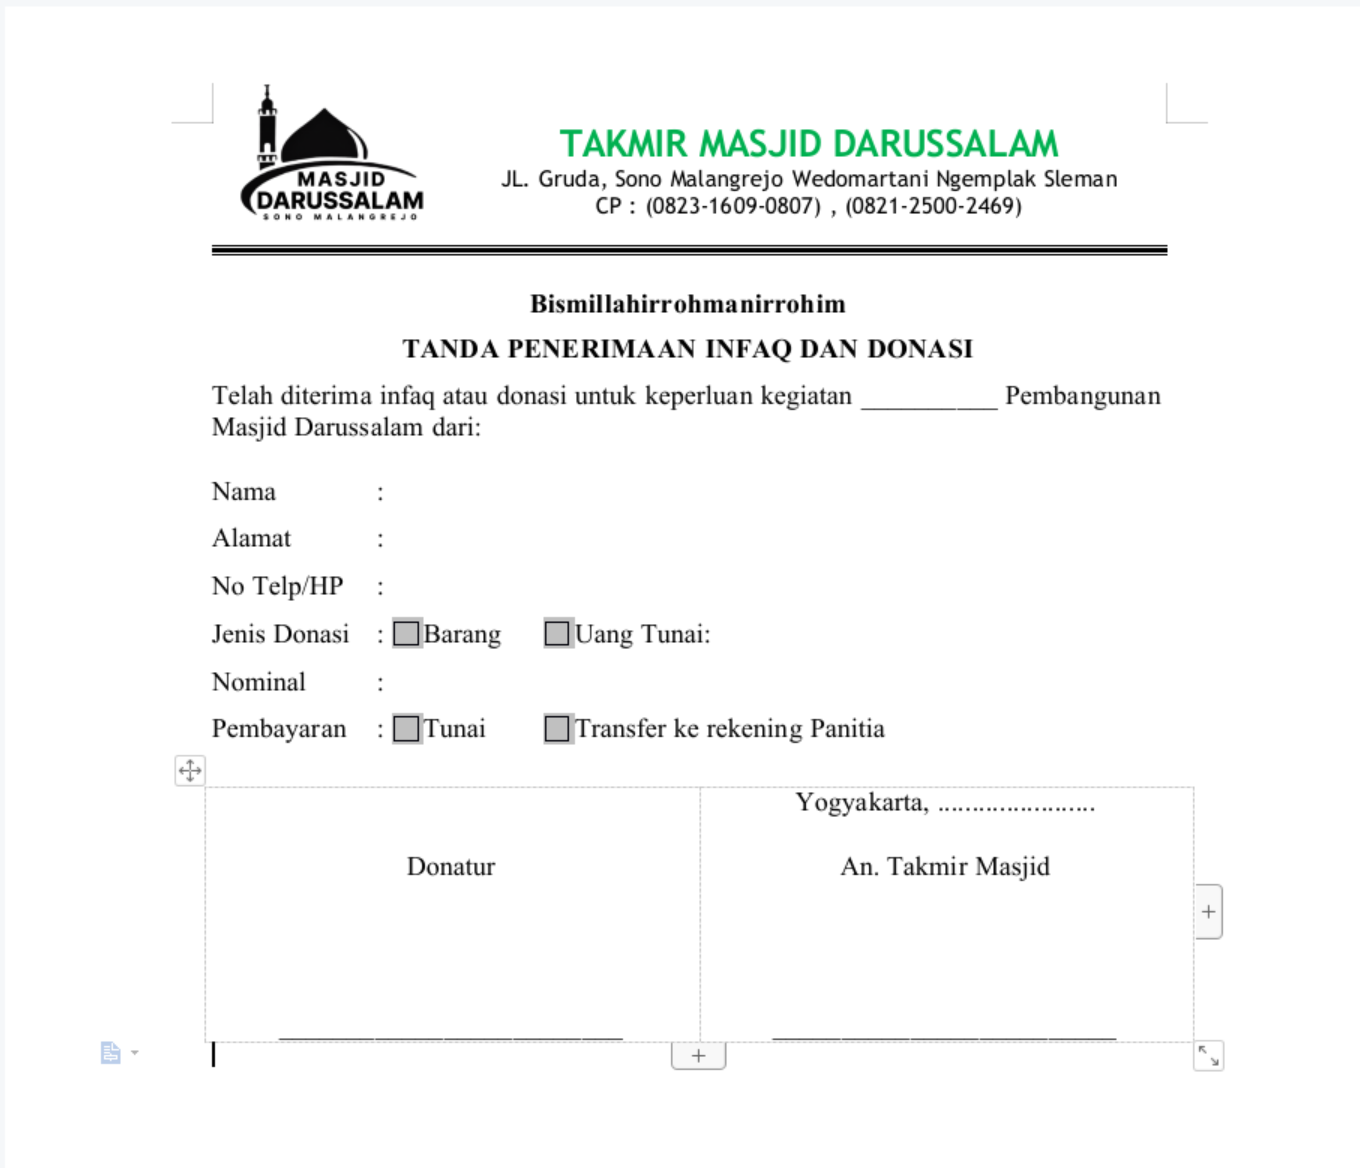 MASJID
DARUSSALAM
SONO MALANGREJO
TAKMIR MASJID DARUSSALAM
JL. Gruda, Sono Malangrejo Wedomartani Ngemplak Sleman
CP : (0823-1609-0807) , (0821-2500-2469)
Bismillahirrohmanirrohim
TANDA PENERIMAAN INFAQ DAN DONASI
Telah diterima infaq atau donasi untuk keperluan kegiatan __________ Pembangunan
Masjid Darussalam dari:
Nama :
Alamat :
No Telp/HP :
Jenis Donasi : Barang Uang Tunai:
Nominal :
Pembayaran : Tunai Transfer ke rekening Panitia
Yogyakarta, .......................
Donatur An. Takmir Masjid
_________________________ _________________________